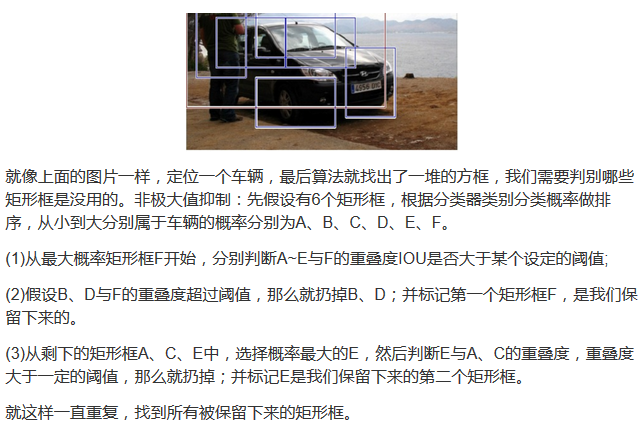 就像上面的图片一样，定位一个车辆，最后算法就找出了一堆的方框，我们需要判别哪些
矩形框是没用的。非极大值抑制：先假设有6个矩形框，根据分类器类别分类概率做排
序，从小到大分别属于车辆的概率分别为A、B、C、D、E、F。
(1)从最大概率矩形框F开始，分别判断A~E与F的重叠度IOU是否大于某个设定的阈值;
(2)假设B、D与F的重叠度超过阈值，那么就扔掉B、D；并标记第一个矩形框F，是我们保
留下来的。
(3)从剩下的矩形框A、C、E中，选择概率最大的E，然后判断E与A、C的重叠度，重叠度
大于一定的阈值，那么就扔掉；并标记E是我们保留下来的第二个矩形框。
就这样一直重复，找到所有被保留下来的矩形框。